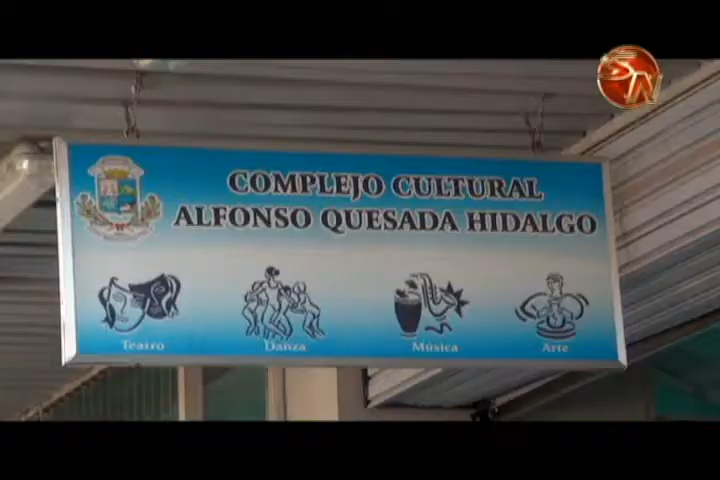 COMPLEJO CULTURAL
ALFONSO QUESADA HIDALGO
Teatro Danza Música Arte